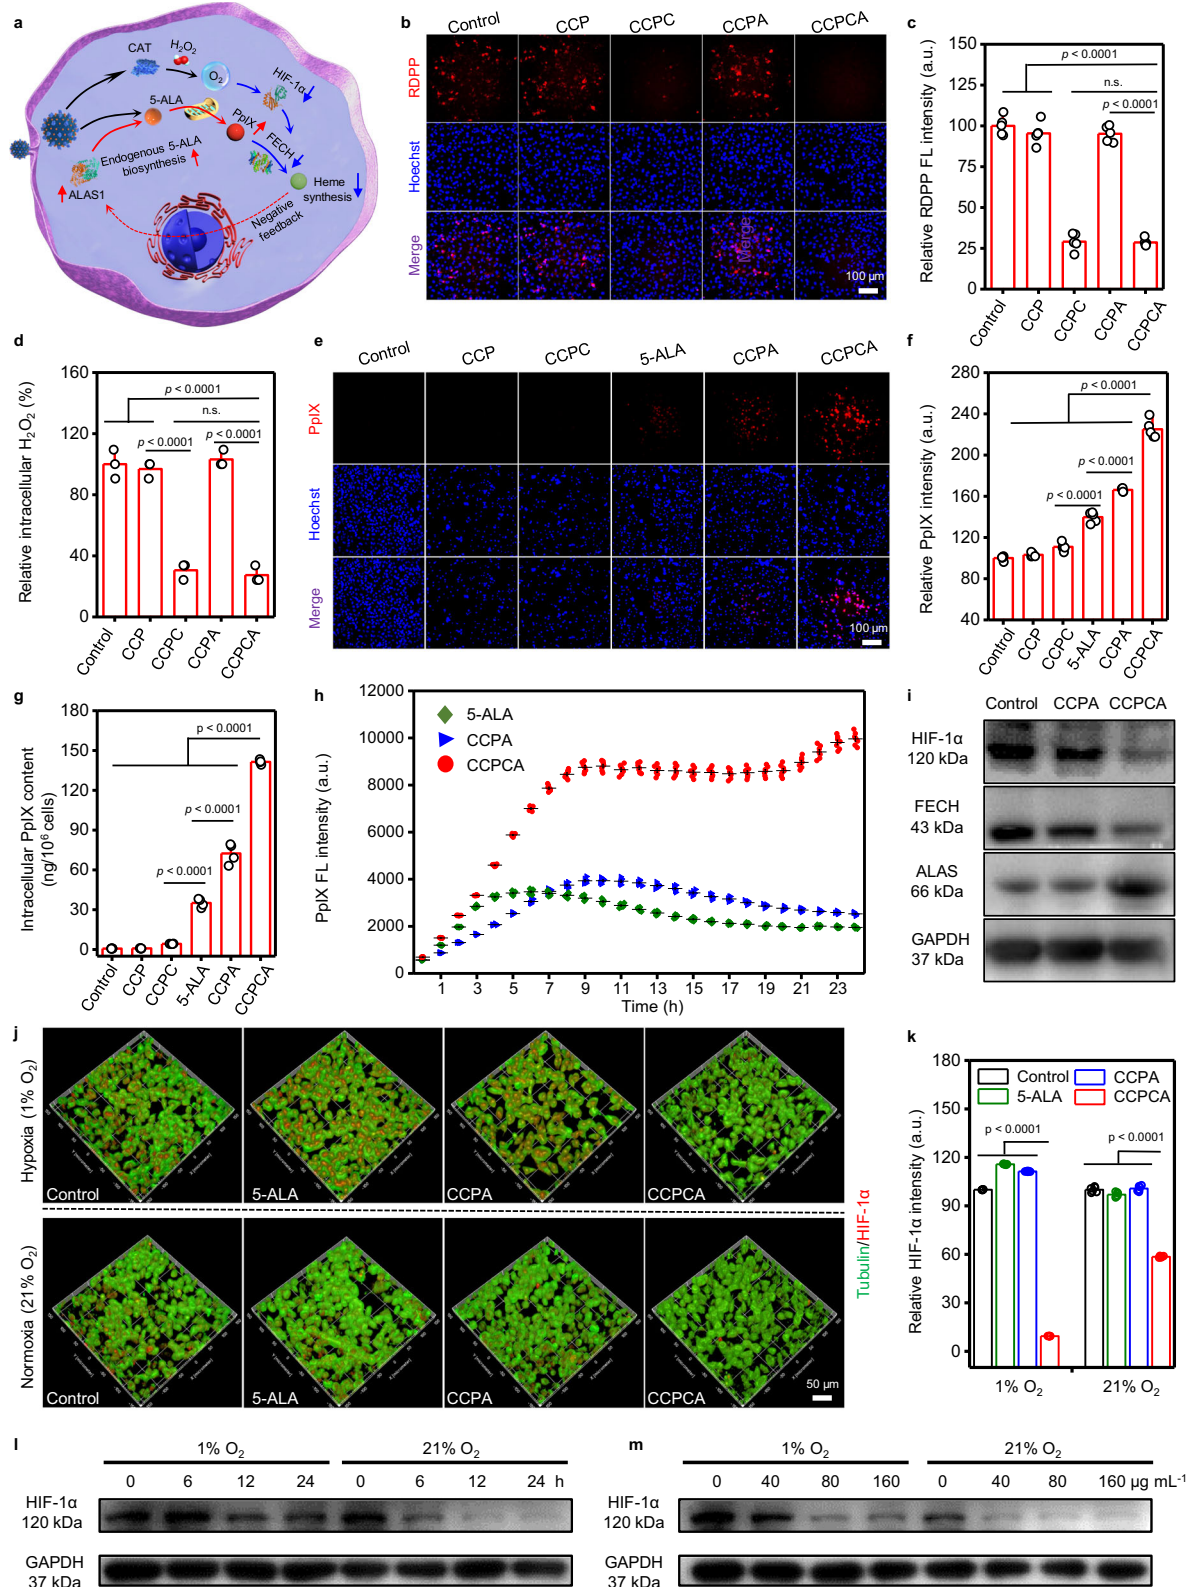 a
CAT
H2O2
O2
HIF-1α
5-ALA
PpIX
FECH
Endogenous 5-ALA
biosynthesis
ALAS1
Heme
synthesis
Negative
feedback
b
Control
CCP
CCPC
CCPA
CCPCA
RDPP
Hoechst
Merge
Merge
100 µm
c
Relative RDPP FL intensity (a.u.)
150
125
100
75
50
25
0
p < 0.0001
n.s.
p < 0.0001
Control
CCP
CCPC
CCPA
CCPCA
d
Relative intracellular H2O2 (%)
160
120
80
40
0
p < 0.0001
n.s.
p < 0.0001
p < 0.0001
Control
CCP
CCPC
CCPA
CCPCA
e
Control
CCP
CCPC
5-ALA
CCPA
CCPCA
PpIX
Hoechst
Merge
100 µm
f
Relative PpIX intensity (a.u.)
280
240
200
160
120
80
40
p < 0.0001
p < 0.0001
p < 0.0001
Control
CCP
CCPC
5-ALA
CCPA
CCPCA
g
Intracellular PpIX content
(ng/10^6 cells)
180
150
120
90
60
30
0
p < 0.0001
p < 0.0001
p < 0.0001
Control
CCP
CCPC
5-ALA
CCPA
CCPCA
h
PpIX FL intensity (a.u.)
12000
10000
8000
6000
4000
2000
0
5-ALA
CCPA
CCPCA
1 3 5 7 9 11 13 15 17 19 21 23
Time (h)
i
Control CCPA CCPCA
HIF-1α
120 kDa
FECH
43 kDa
ALAS
66 kDa
GAPDH
37 kDa
j
Hypoxia (1% O2)
Control
5-ALA
CCPA
CCPCA
Normoxia (21% O2)
Control
5-ALA
CCPA
CCPCA
50 µm
Tubulin/HIF-1α
k
Relative HIF-1α intensity (a.u.)
180
150
120
90
60
30
0
Control
CCPA
5-ALA
CCPCA
p < 0.0001
p < 0.0001
1% O2
21% O2
l
1% O2 21% O2
0 6 12 24 0 6 12 24 h
HIF-1α
120 kDa
GAPDH
37 kDa
m
1% O2 21% O2
0 40 80 160 0 40 80 160 µg mL-1
HIF-1α
120 kDa
GAPDH
37 kDa